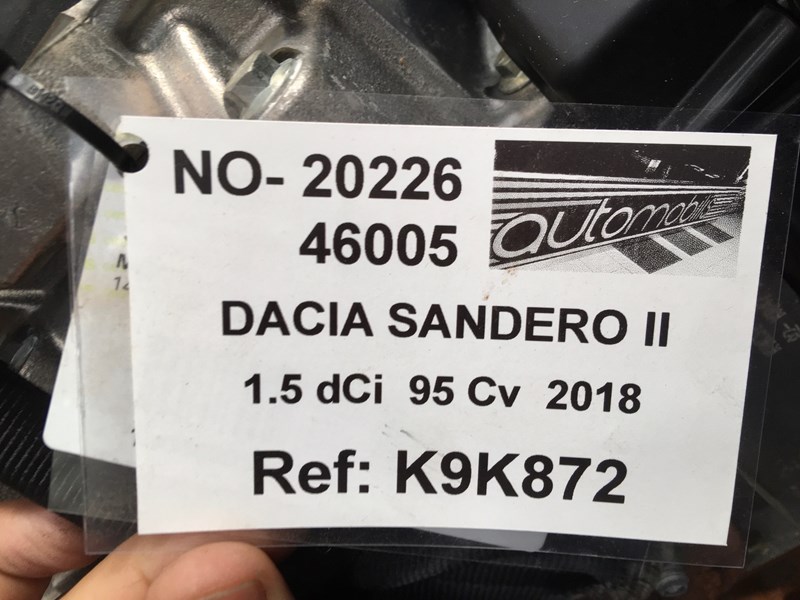 NO- 20226
46005
automobile
DACIA SANDERO II
1.5 dCi 95 Cv 2018
Ref: K9K872